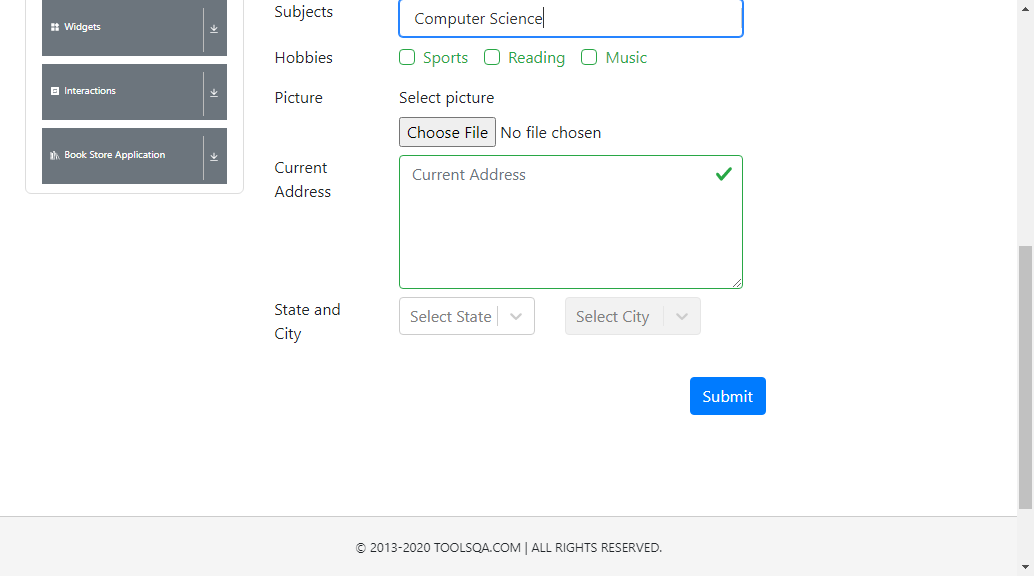 Widgets
Interactions
Book Store Application
Subjects
Computer Science
Hobbies
Sports
Reading
Music
Picture
Select picture
Choose File No file chosen
Current
Address
Current Address
State and
City
Select State
Select City
Submit
© 2013-2020 TOOLSQA.COM | ALL RIGHTS RESERVED.